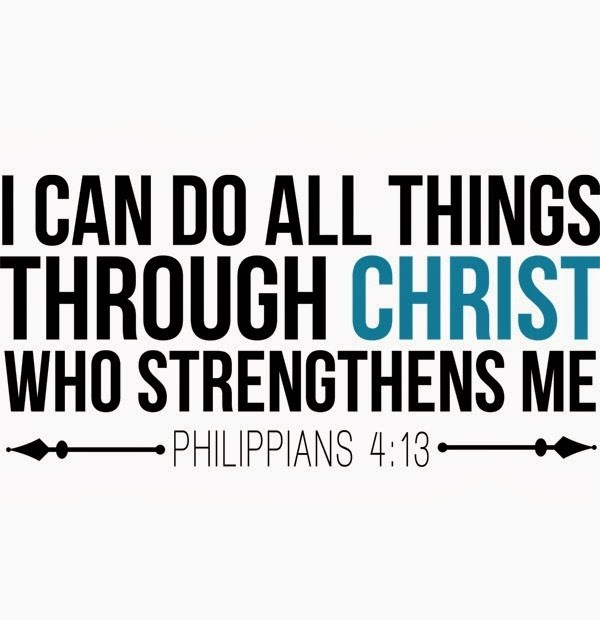 I CAN DO ALL THINGS
THROUGH CHRIST
WHO STRENGTHENS ME
PHILIPPIANS 4:13